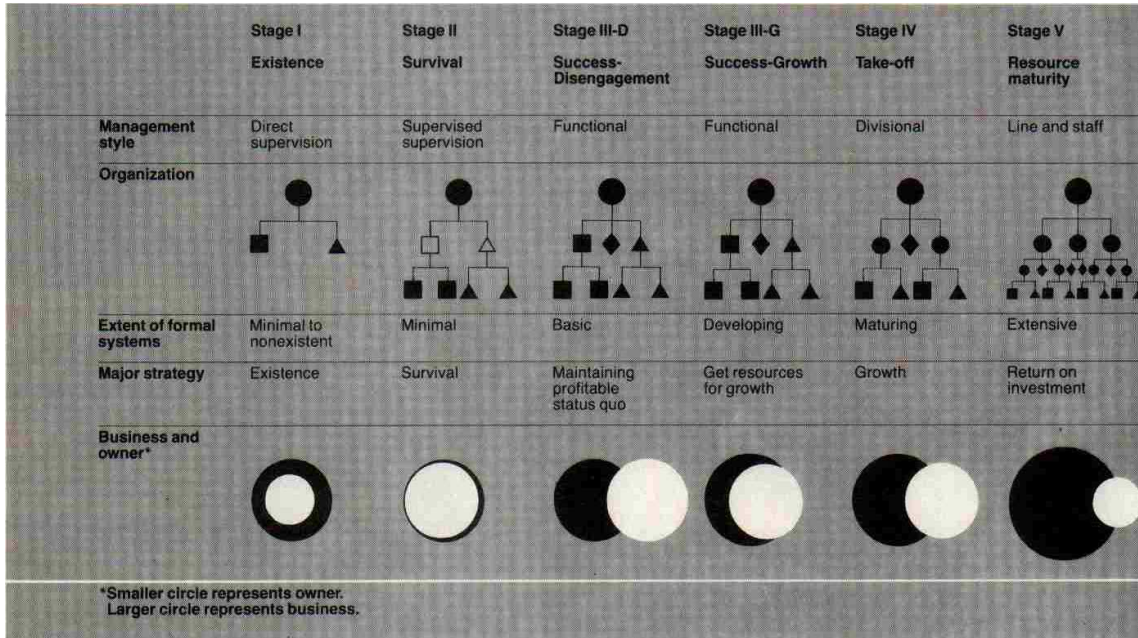 Stage I
Stage II
Stage III-D
Stage III-G
Stage IV
Stage V
Existence
Survival
Success-
Disengagement
Success-Growth
Take-off
Resource
maturity
Management
style
Direct
supervision
Supervised
supervision
Functional
Functional
Divisional
Line and staff
Organization
Extent of formal
systems
Minimal to
nonexistent
Minimal
Basic
Developing
Maturing
Extensive
Major strategy
Existence
Survival
Maintaining
profitable
status quo
Get resources
for growth
Growth
Return on
investment
Business and
owner*
*Smaller circle represents owner.
Larger circle represents business.